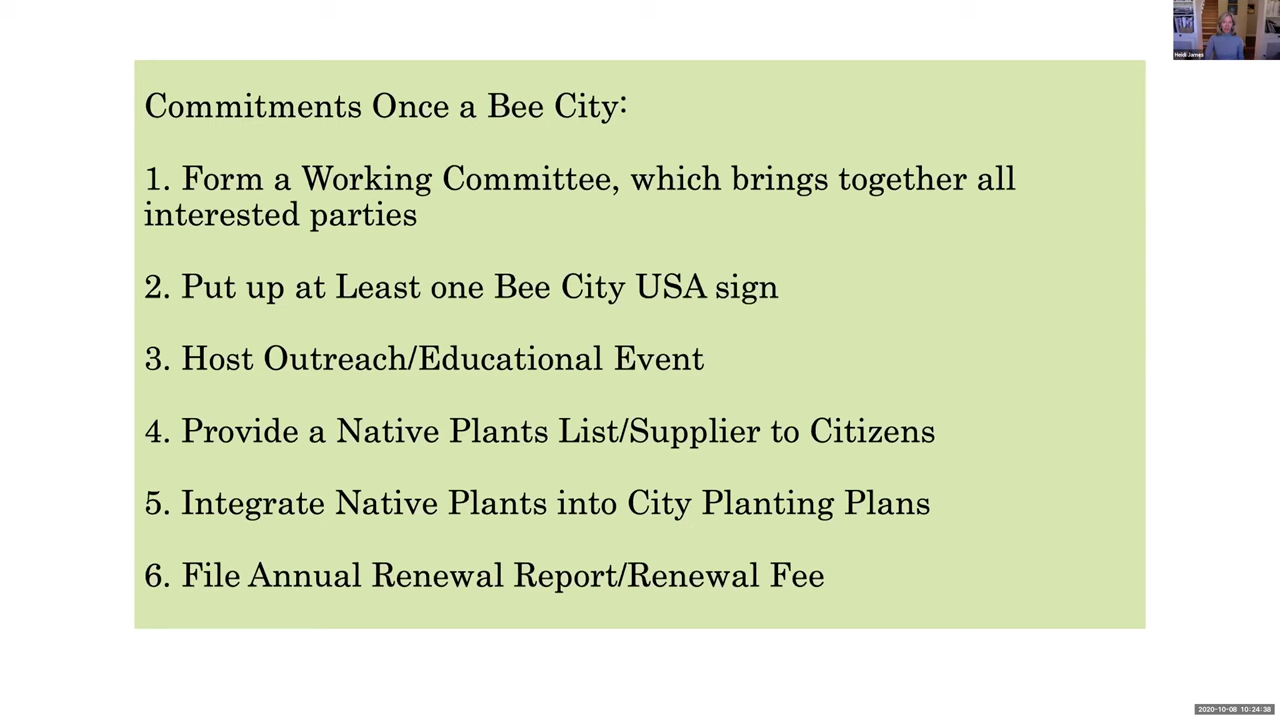 Heidi James
Commitments Once a Bee City:
1. Form a Working Committee, which brings together all
interested parties
2. Put up at Least one Bee City USA sign
3. Host Outreach/Educational Event
4. Provide a Native Plants List/Supplier to Citizens
5. Integrate Native Plants into City Planting Plans
6. File Annual Renewal Report/Renewal Fee
2020-10-08 10:24:38